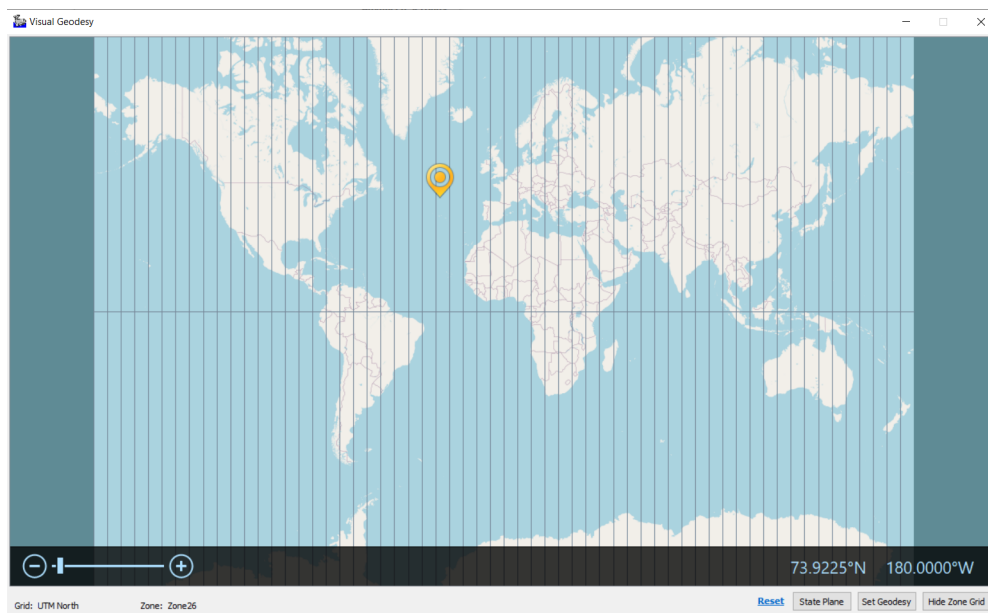 Visual Geodesy
73.9225°N 180.0000°W
Grid: UTM North Zone: Zone26 Reset State Plane Set Geodesy Hide Zone Grid